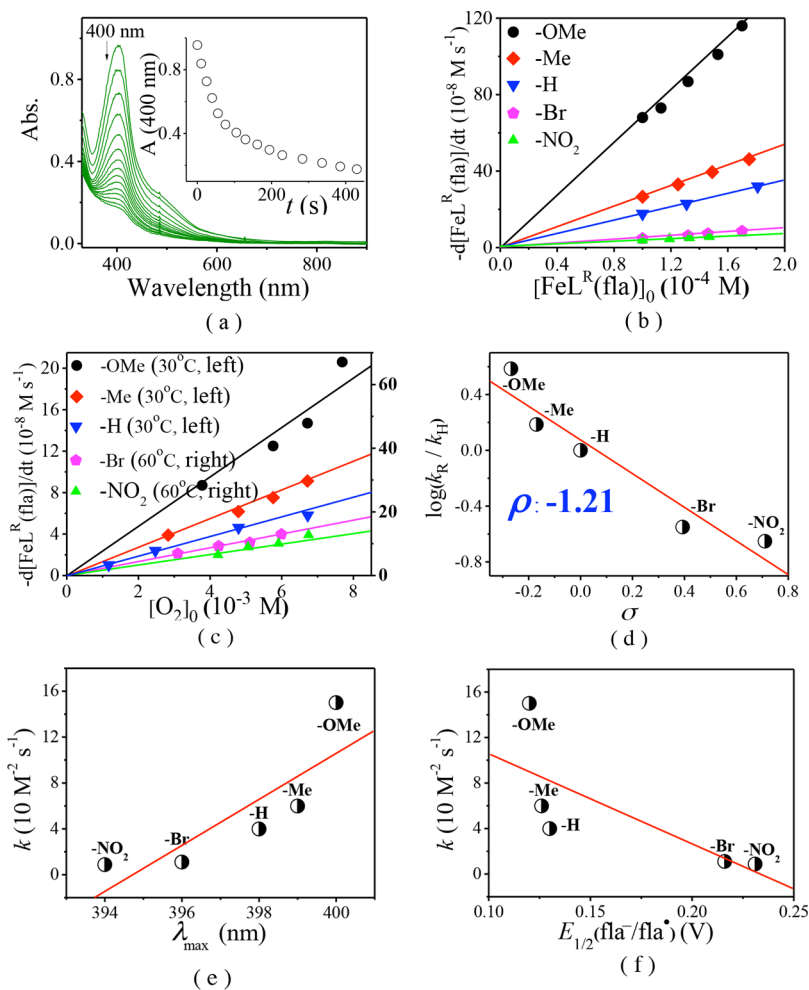 400 nm
Abs.
0.8
0.4
0.0
400
600
800
Wavelength (nm)
A (400 nm)
0.8
0.4
0
200
400
t (s)
( a )
-d[FeLᴿ(fla)]/dt (10⁻⁸ M s⁻¹)
120
80
40
0
-OMe
-Me
-H
-Br
-NO₂
0.0
0.4
0.8
1.2
1.6
2.0
[FeLᴿ(fla)]₀ (10⁻⁴ M)
( b )
-d[FeLᴿ(fla)]/dt (10⁻⁸ M s⁻¹)
20
16
12
8
4
0
-OMe (30°C, left)
-Me (30°C, left)
-H (30°C, left)
-Br (60°C, right)
-NO₂ (60°C, right)
60
40
20
0
0
2
4
6
8
[O₂]₀ (10⁻³ M)
( c )
log(k_R / k_H)
0.4
0.0
-0.4
-0.8
-OMe
-Me
-H
-Br
-NO₂
ρ: -1.21
-0.4
0.0
0.4
0.8
σ
( d )
k (10 M⁻² s⁻¹)
16
12
8
4
0
-OMe
-Me
-H
-Br
-NO₂
394
396
398
400
λmax (nm)
( e )
k (10 M⁻² s⁻¹)
16
12
8
4
0
-OMe
-Me
-H
-Br
-NO₂
0.10
0.15
0.20
0.25
E₁/₂(fla⁻/fla•) (V)
( f )